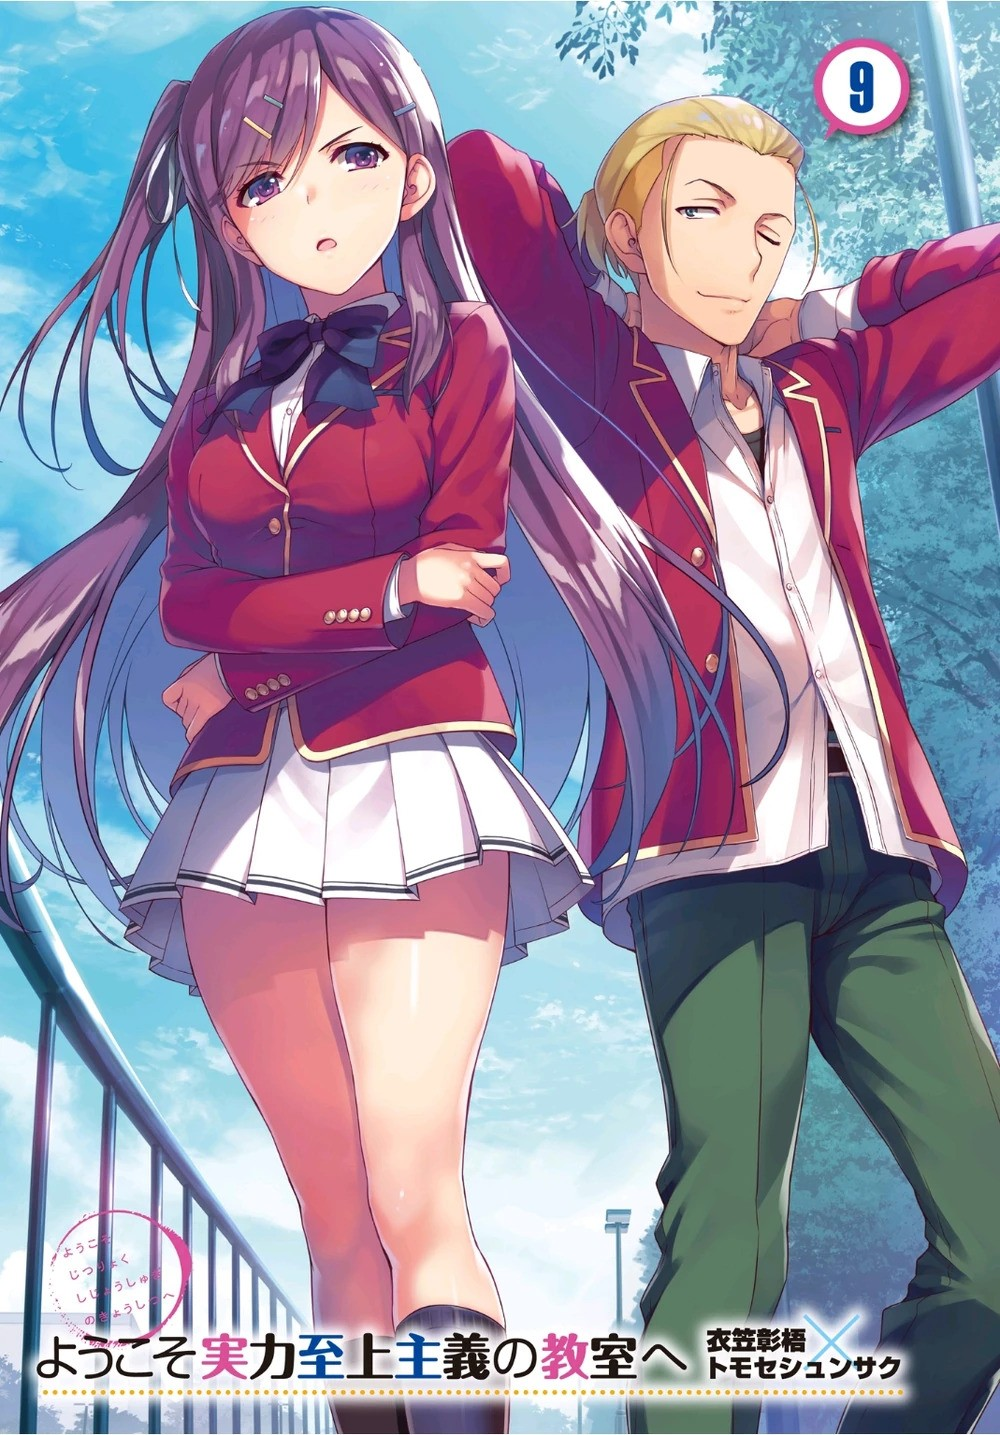 9
ようこそ
じつりょく
しじょうしゅぎ
のきょうしつへ
ようこそ実力至上主義の教室へ
衣笠彰梧×
トモセシュンサク